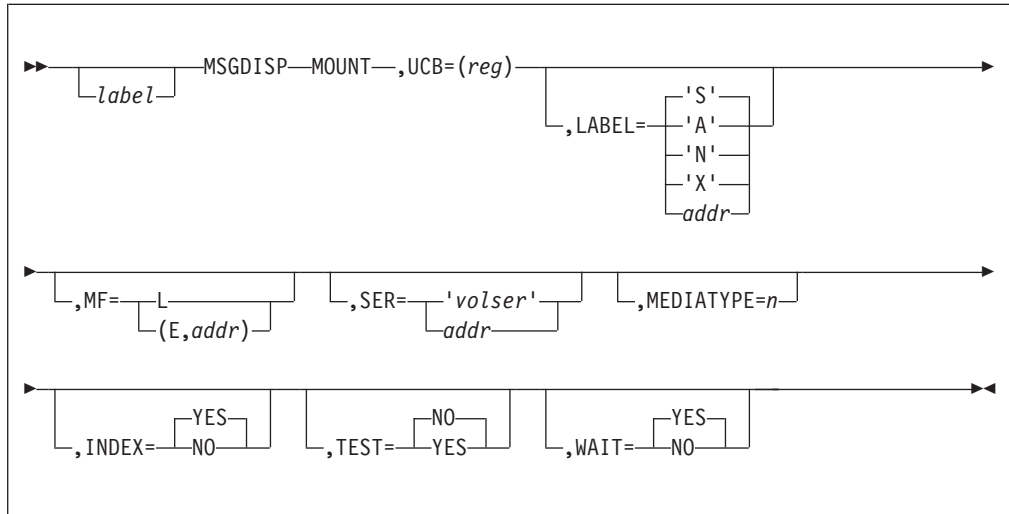 MSGDISP MOUNT ,UCB=(reg)
label
,LABEL= 'S'
'A'
'N'
'X'
addr
,MF= L
(E,addr)
,SER= 'volser'
addr
,MEDIATYPE=n
,INDEX= YES
NO
,TEST= NO
YES
,WAIT= YES
NO